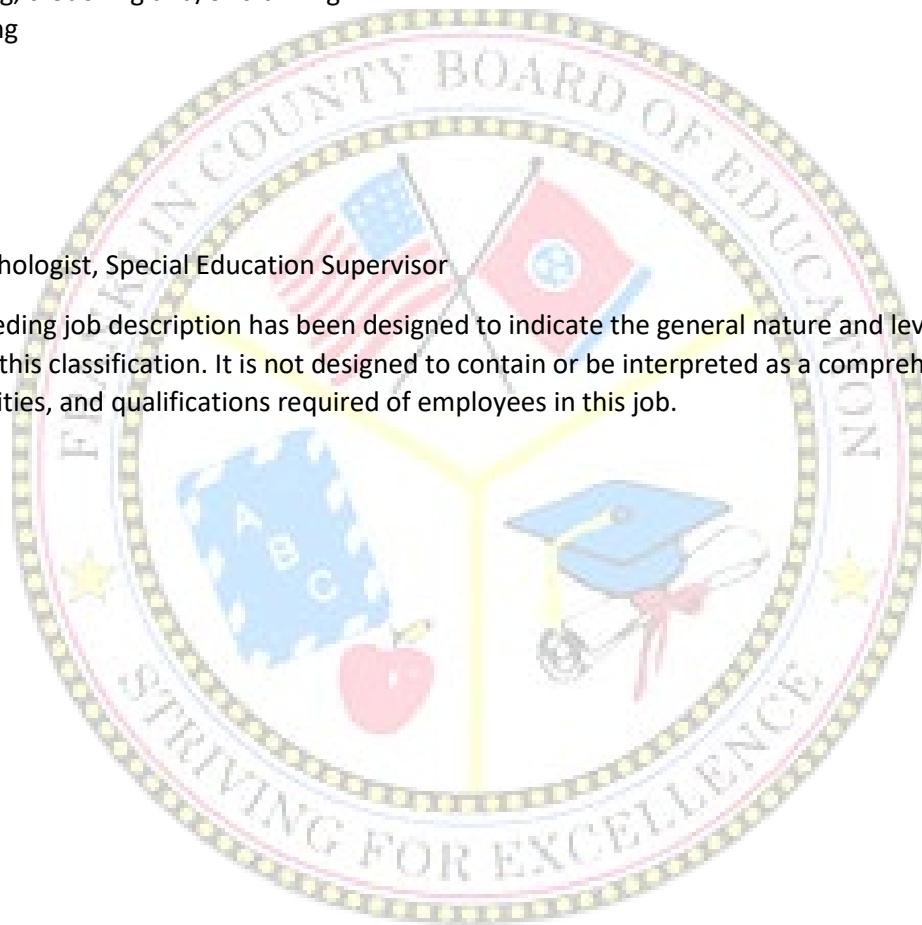 ng
hologist, Special Education Supervisor
eding job description has been designed to indicate the general nature and lev
this classification. It is not designed to contain or be interpreted as a compreh
ities, and qualifications required of employees in this job.
FRANKLIN COUNTY BOARD OF EDUCATION
A
B
C
STRIVING FOR EXCELLENCE